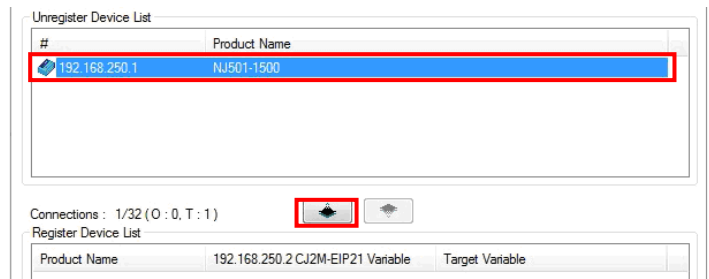 Unregister Device List
# Product Name
192.168.250.1 NJ501-1500
Connections : 1/32 ( O : 0, T : 1 )
Register Device List
Product Name 192.168.250.2 CJ2M-EIP21 Variable Target Variable